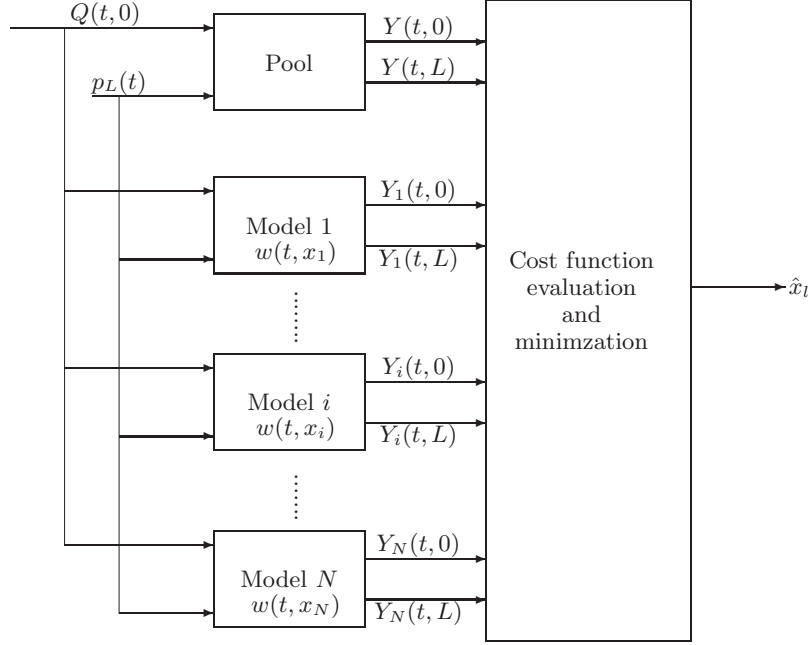 Q(t, 0)
p_L(t)
Pool
Y(t, 0)
Y(t, L)
Model 1
w(t, x_1)
Y_1(t, 0)
Y_1(t, L)
Model i
w(t, x_i)
Y_i(t, 0)
Y_i(t, L)
Model N
w(t, x_N)
Y_N(t, 0)
Y_N(t, L)
Cost function
evaluation
and
minimzation
x̂_l